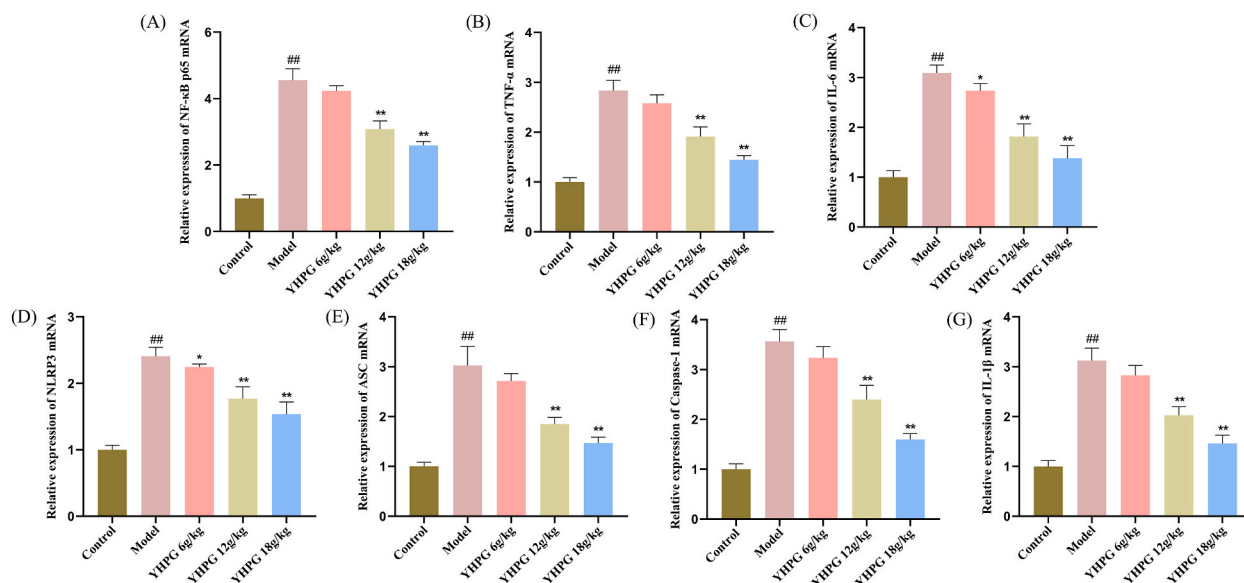 (A)
Relative expression of NF-κB p65 mRNA
6
4
2
0
##
**
**
Control
Model
YHPG 6g/kg
YHPG 12g/kg
YHPG 18g/kg
(B)
Relative expression of TNF-α mRNA
4
3
2
1
0
##
**
**
Control
Model
YHPG 6g/kg
YHPG 12g/kg
YHPG 18g/kg
(C)
Relative expression of IL-6 mRNA
4
3
2
1
0
##
*
**
**
Control
Model
YHPG 6g/kg
YHPG 12g/kg
YHPG 18g/kg
(D)
Relative expression of NLRP3 mRNA
3
2
1
0
##
*
**
**
Control
Model
YHPG 6g/kg
YHPG 12g/kg
YHPG 18g/kg
(E)
Relative expression of ASC mRNA
4
3
2
1
0
##
**
**
Control
Model
YHPG 6g/kg
YHPG 12g/kg
YHPG 18g/kg
(F)
Relative expression of Caspase-1 mRNA
4
3
2
1
0
##
**
**
Control
Model
YHPG 6g/kg
YHPG 12g/kg
YHPG 18g/kg
(G)
Relative expression of IL-1β mRNA
4
3
2
1
0
##
**
**
Control
Model
YHPG 6g/kg
YHPG 12g/kg
YHPG 18g/kg